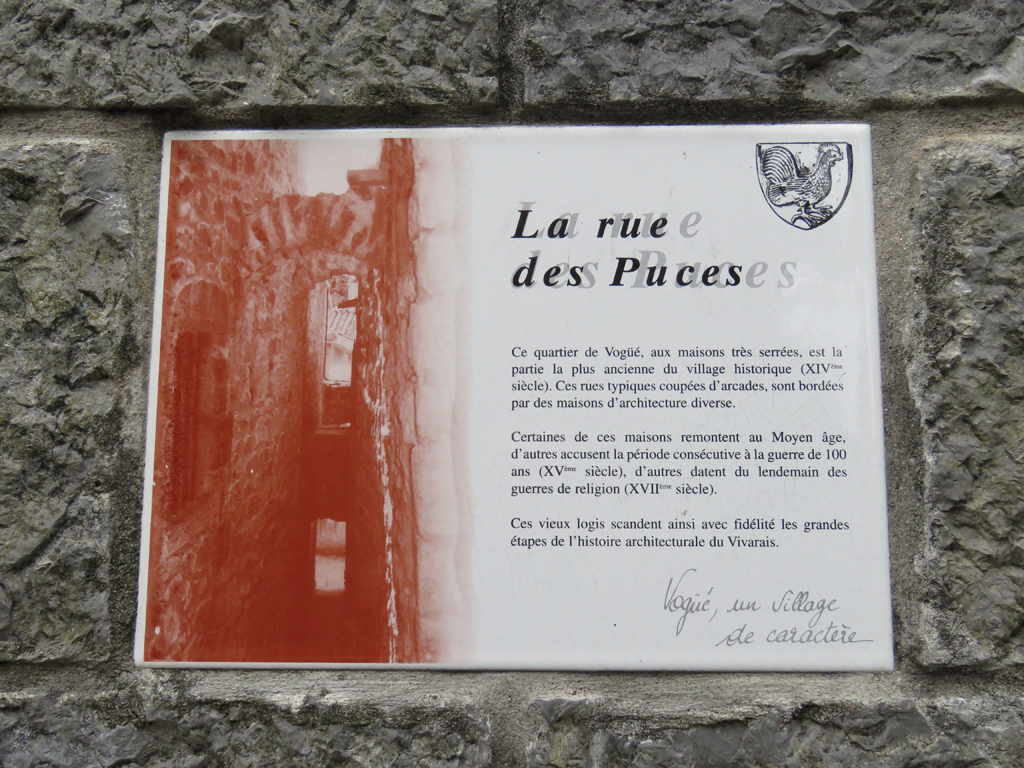 La rue
des Puces
Ce quartier de Vogüé, aux maisons très serrées, est la
partie la plus ancienne du village historique (XIVème
siècle). Ces rues typiques coupées d'arcades, sont bordées
par des maisons d'architecture diverse.
Certaines de ces maisons remontent au Moyen âge,
d'autres accusent la période consécutive à la guerre de 100
ans (XVème siècle), d'autres datent du lendemain des
guerres de religion (XVIIème siècle).
Ces vieux logis scandent ainsi avec fidélité les grandes
étapes de l'histoire architecturale du Vivarais.
Vogüé, un village
de caractère